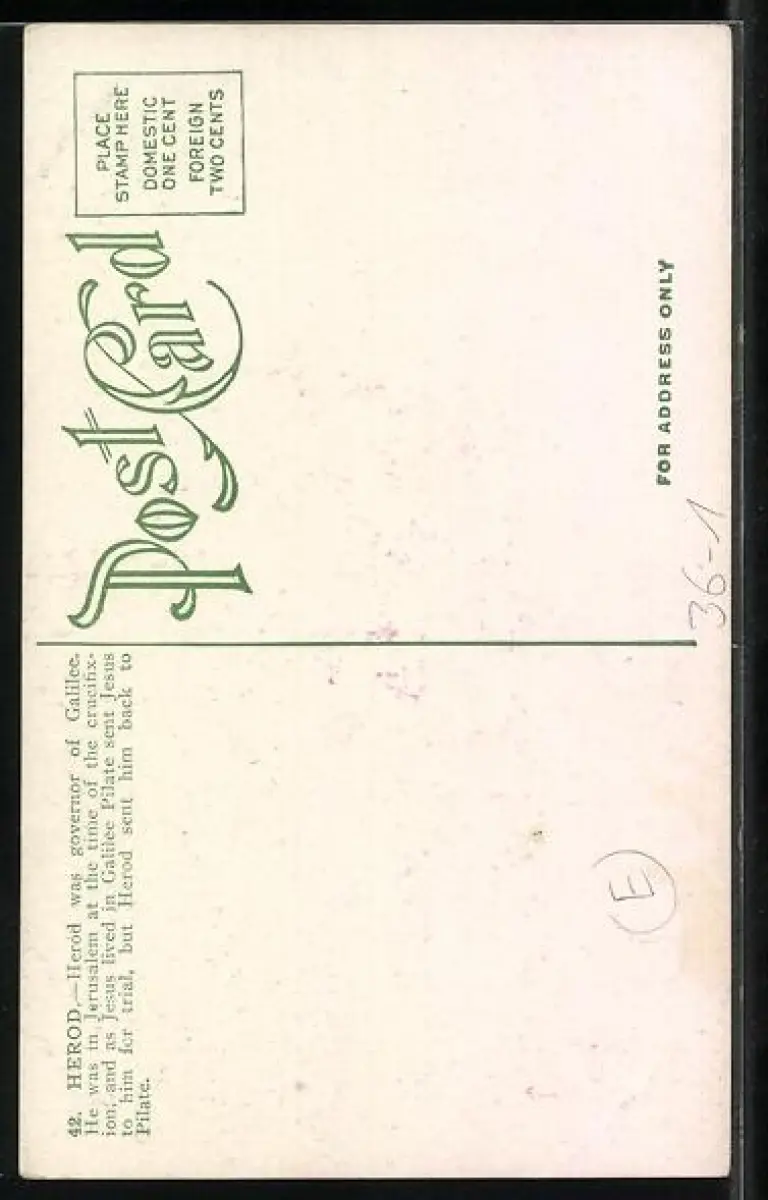 42. HEROD.—Herod was governor of Galilee.
He was in Jerusalem at the time of the crucifix-
ion, and as Jesus lived in Galilee Pilate sent Jesus
to him for trial, but Herod sent him back to
Pilate.
Post Card
PLACE
STAMP HERE
DOMESTIC
ONE CENT
FOREIGN
TWO CENTS
FOR ADDRESS ONLY
E
36-1